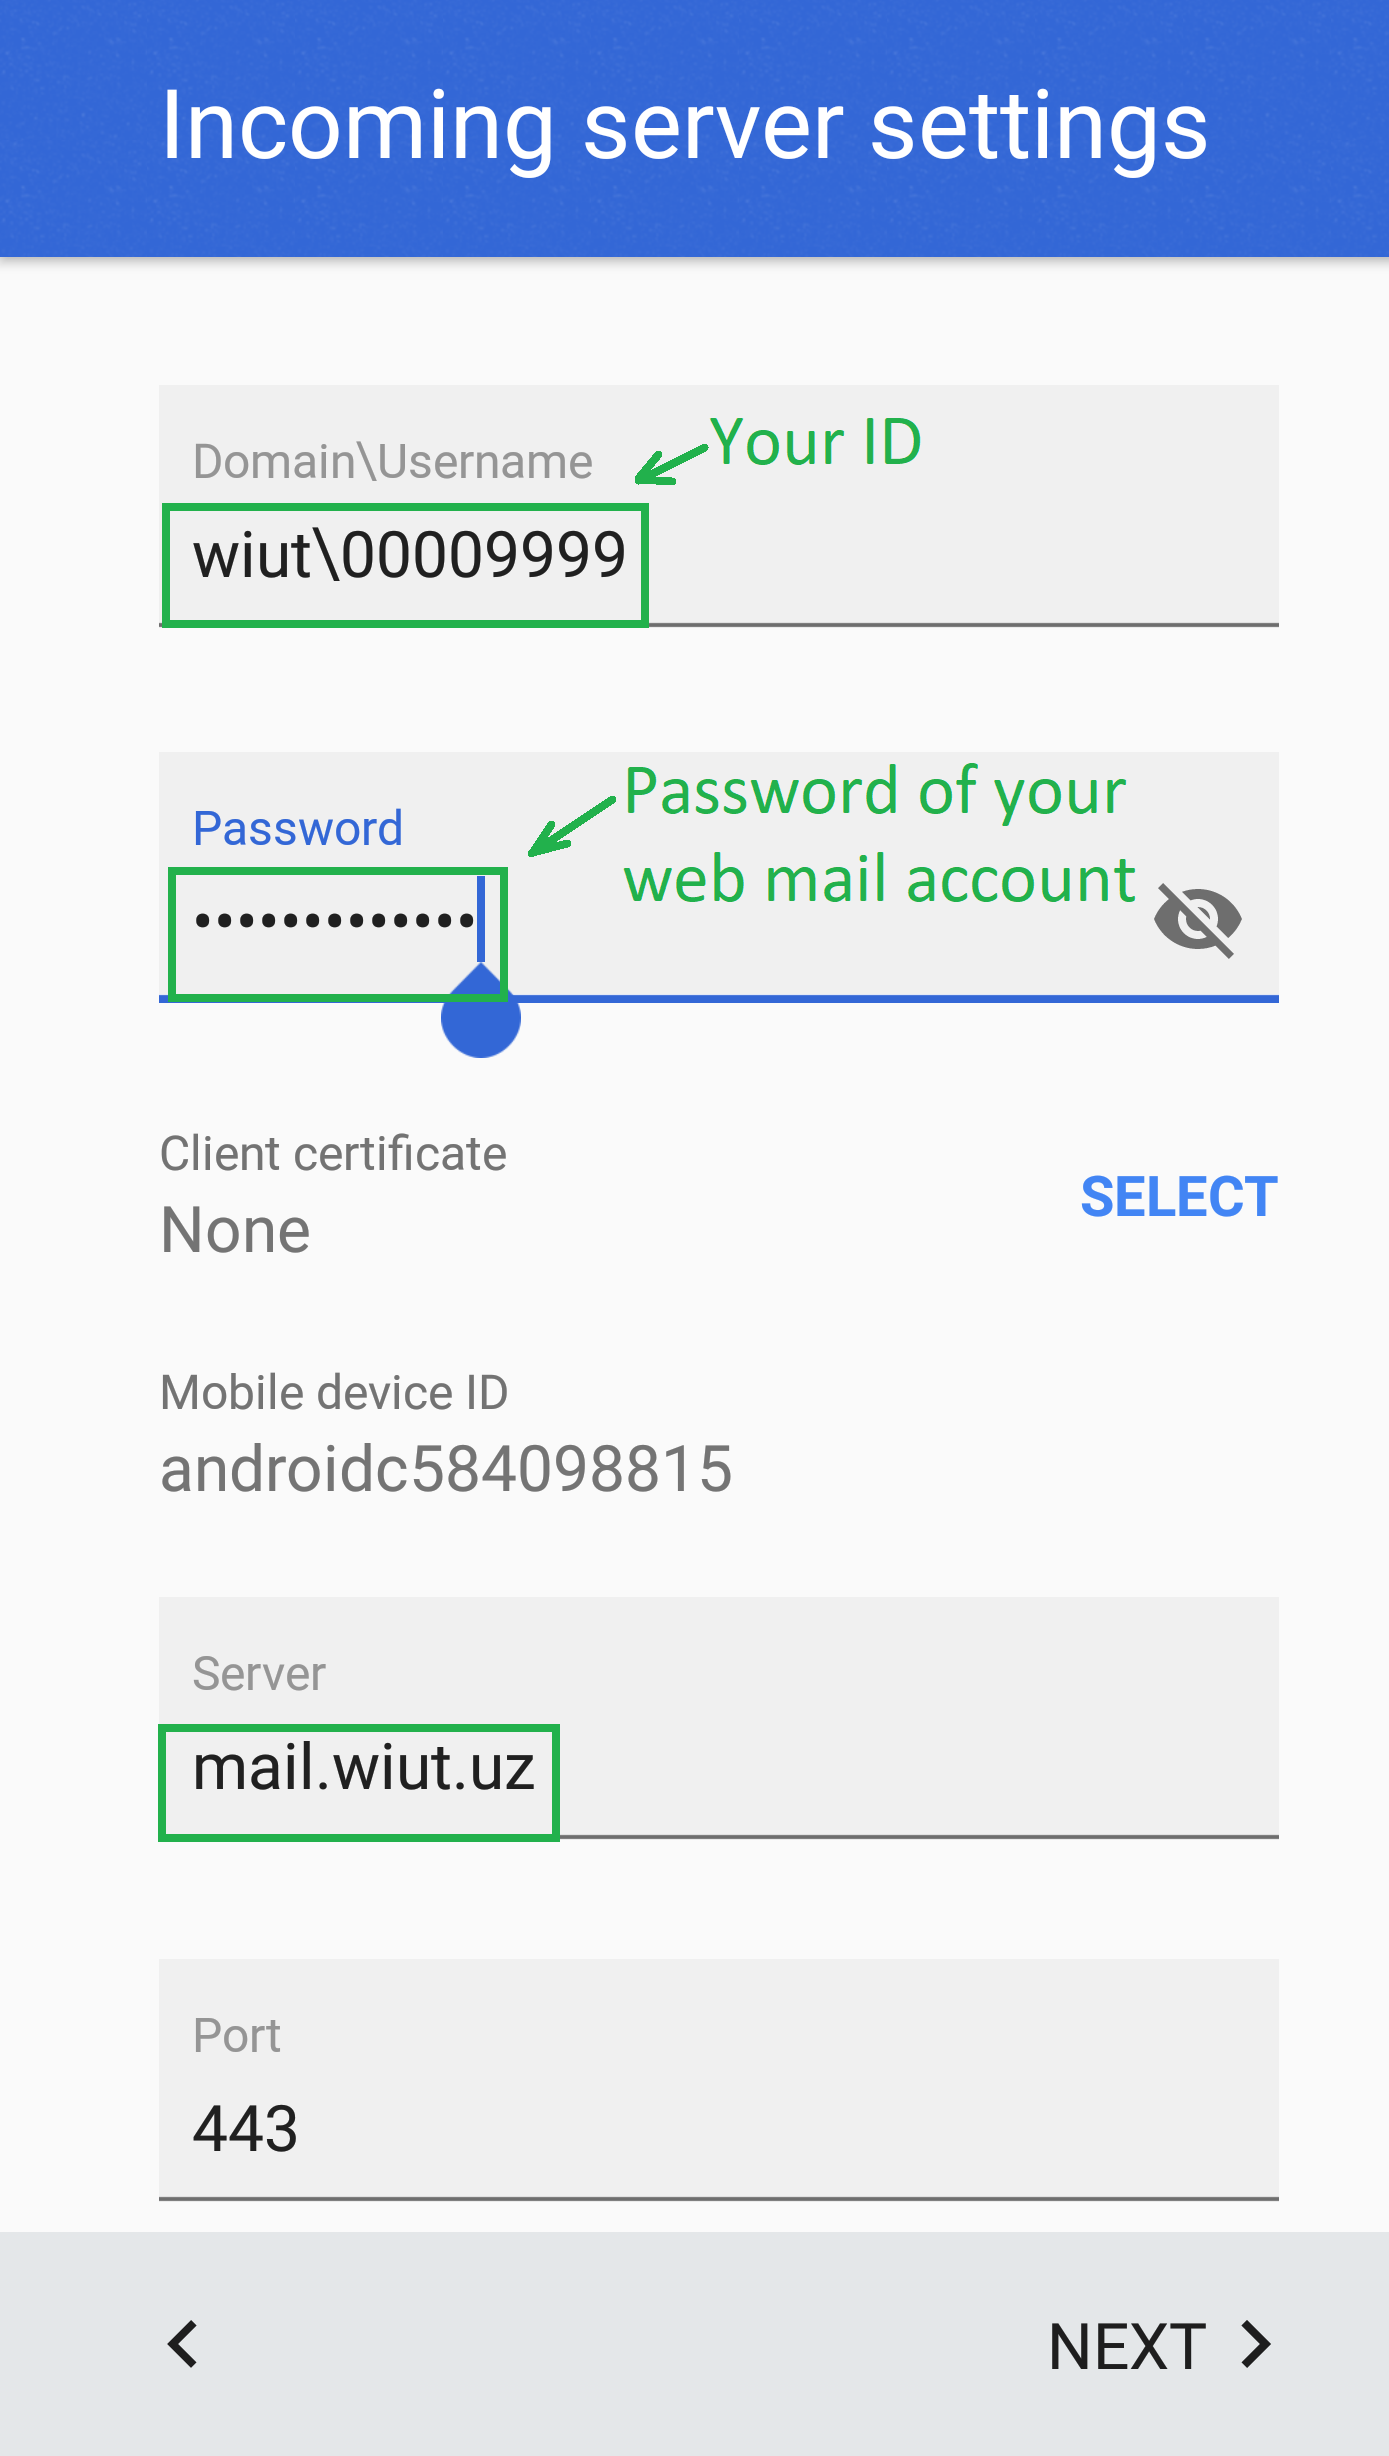 Incoming server settings
Domain\Username
Your ID
wiut\00009999
Password
Password of your
web mail account
•••••••••••••
Client certificate
None
SELECT
Mobile device ID
androidc584098815
Server
mail.wiut.uz
Port
443
NEXT